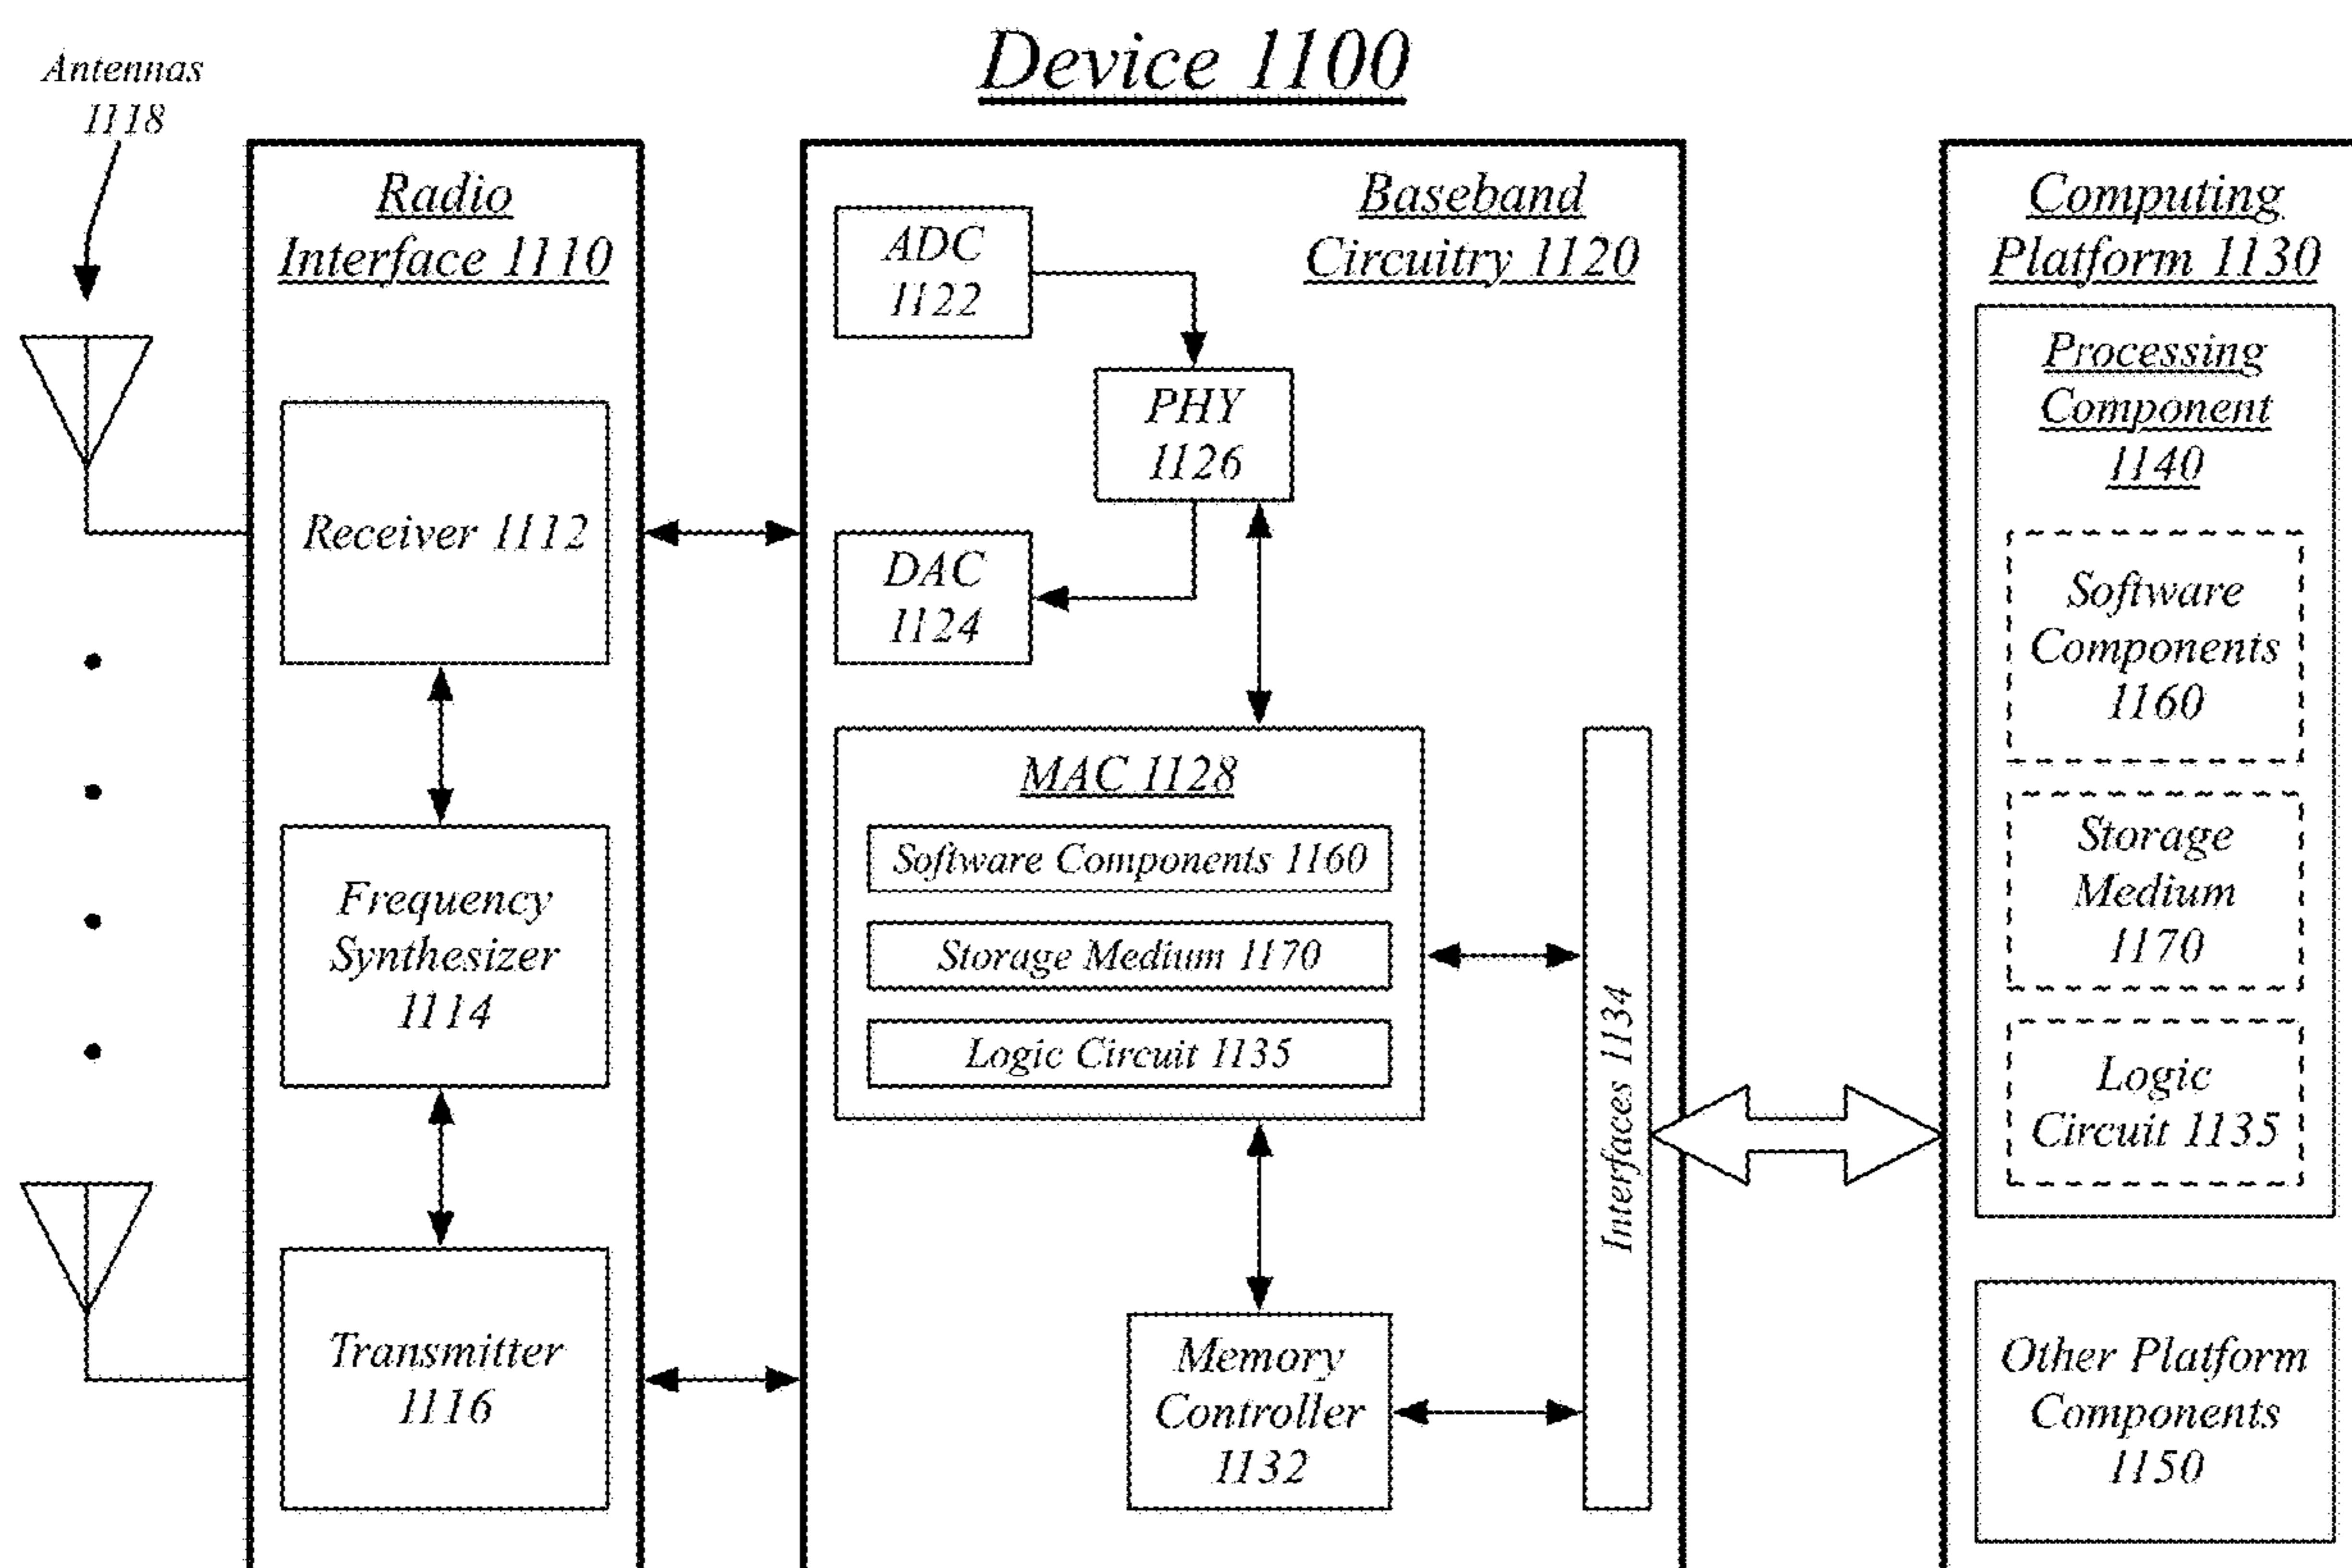 Device 1100
Antennas
1118
Radio
Interface 1110
Receiver 1112
Frequency
Synthesizer
1114
Transmitter
1116
Baseband
Circuitry 1120
ADC
1122
PHY
1126
DAC
1124
MAC 1128
Software Components 1160
Storage Medium 1170
Logic Circuit 1135
Interfaces 1134
Memory
Controller
1132
Computing
Platform 1130
Processing
Component
1140
Software
Components
1160
Storage
Medium
1170
Logic
Circuit 1135
Other Platform
Components
1150